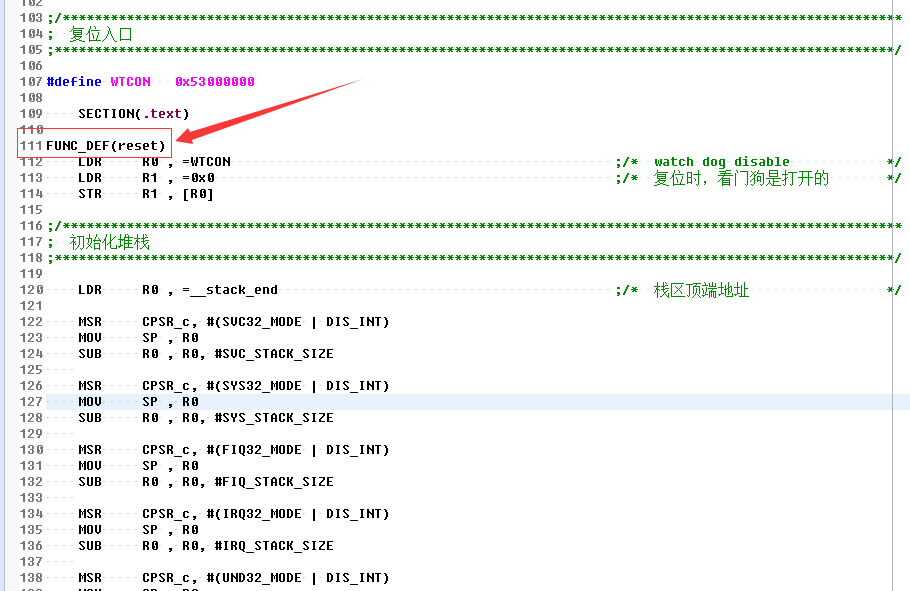 102
103 ;/*********************************************************************************************************
104 ;  复位入口
105 ;*********************************************************************************************************/
106
107 #define WTCON   0x53000000
108
109     SECTION(.text)
110
111 FUNC_DEF(reset)
112     LDR     R0 , =WTCON                                                ;/*  watch dog disable            */
113     LDR     R1 , =0x0                                                  ;/*  复位时, 看门狗是打开的       */
114     STR     R1 , [R0]
115
116 ;/*********************************************************************************************************
117 ;  初始化堆栈
118 ;*********************************************************************************************************/
119
120     LDR     R0 , =__stack_end                                          ;/*  栈区顶端地址                 */
121
122     MSR     CPSR_c, #(SVC32_MODE | DIS_INT)
123     MOV     SP , R0
124     SUB     R0 , R0, #SVC_STACK_SIZE
125
126     MSR     CPSR_c, #(SYS32_MODE | DIS_INT)
127     MOV     SP , R0
128     SUB     R0 , R0, #SYS_STACK_SIZE
129
130     MSR     CPSR_c, #(FIQ32_MODE | DIS_INT)
131     MOV     SP , R0
132     SUB     R0 , R0, #FIQ_STACK_SIZE
133
134     MSR     CPSR_c, #(IRQ32_MODE | DIS_INT)
135     MOV     SP , R0
136     SUB     R0 , R0, #IRQ_STACK_SIZE
137
138     MSR     CPSR_c, #(UND32_MODE | DIS_INT)